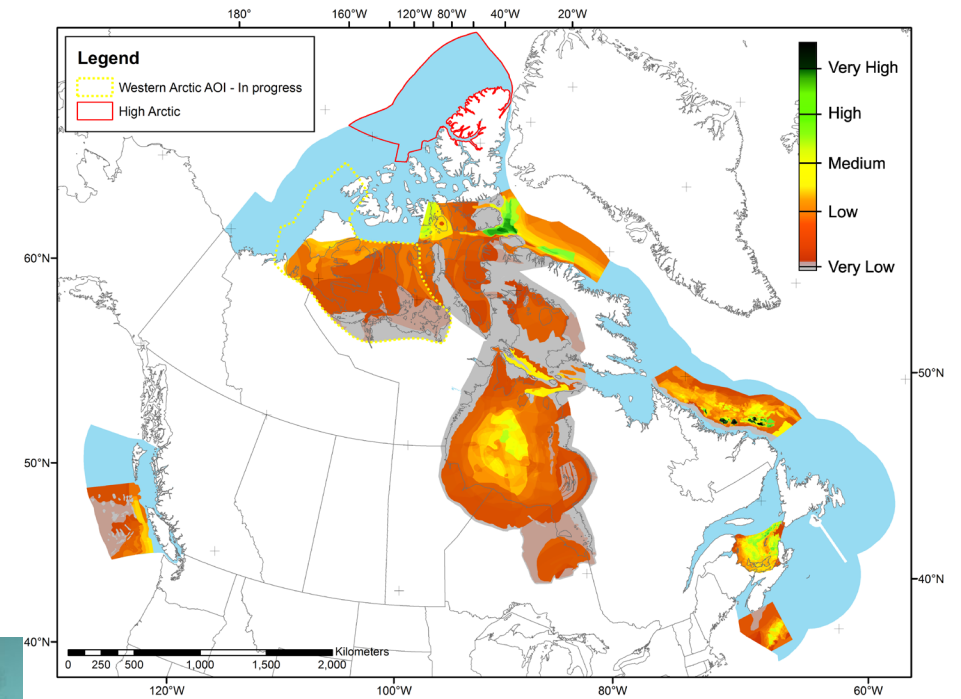 180° 160°W 120°W 80°W 40°W 20°W
Legend
Western Arctic AOI - In progress
High Arctic
Very High
High
Medium
Low
Very Low
60°N
50°N
50°N
40°N
40°N
Kilometers
0 250 500 1,000 1,500 2,000
120°W 100°W 80°W 60°W